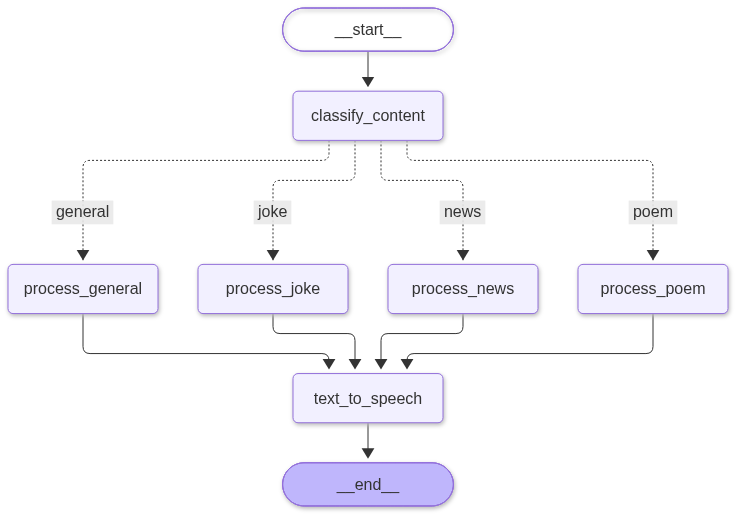 __start__
classify_content
general
joke
news
poem
process_general
process_joke
process_news
process_poem
text_to_speech
__end__